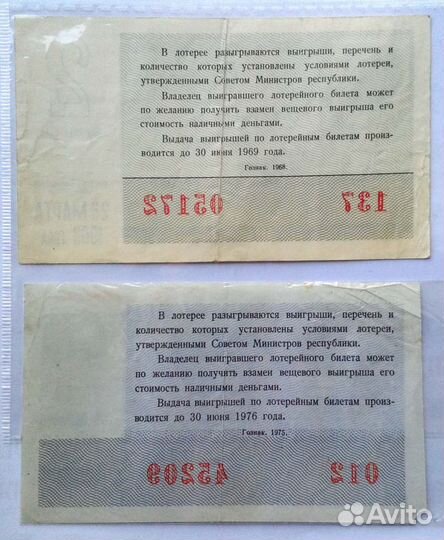 В лотерее разыгрываются выигрыши, перечень и
количество которых установлены условиями лотереи,
утвержденными Советом Министров республики.
Владелец выигравшего лотерейного билета может
по желанию получить взамен вещевого выигрыша его
стоимость наличными деньгами.
Выдача выигрышей по лотерейным билетам произ-
водится до 30 июня 1969 года.
Гознак. 1968.
МАРТА
05172 137
В лотерее разыгрываются выигрыши, перечень и
количество которых установлены условиями лотереи,
утвержденными Советом Министров республики.
Владелец выигравшего лотерейного билета может
по желанию получить взамен вещевого выигрыша его
стоимость наличными деньгами.
Выдача выигрышей по лотерейным билетам произ-
водится до 30 июня 1976 года.
Гознак. 1975.
45209 012
Avito